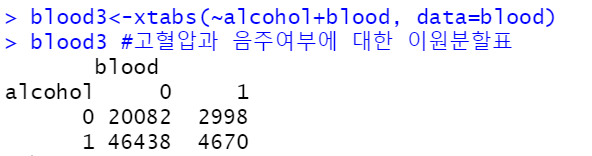 > blood3<-xtabs(~alcohol+blood, data=blood)
> blood3 #고혈압과 음주여부에 대한 이원분할표
blood
alcohol 0 1
0 20082 2998
1 46438 4670